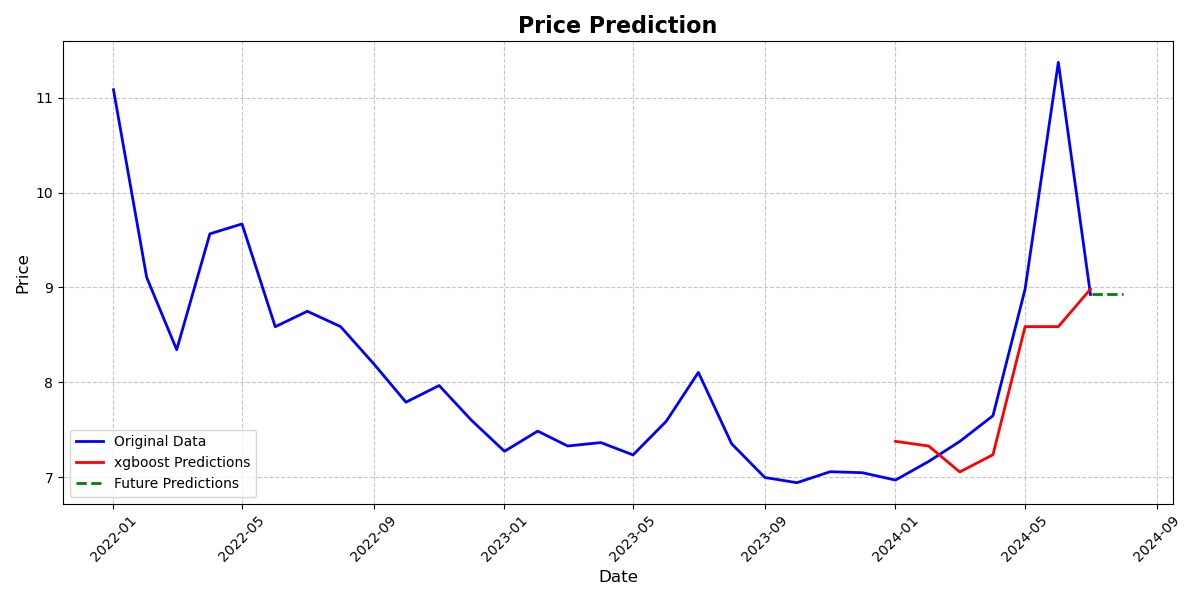 Price Prediction
Price
11
10
9
8
7
Original Data
xgboost Predictions
Future Predictions
2022-01
2022-05
2022-09
2023-01
2023-05
2023-09
2024-01
2024-05
2024-09
Date